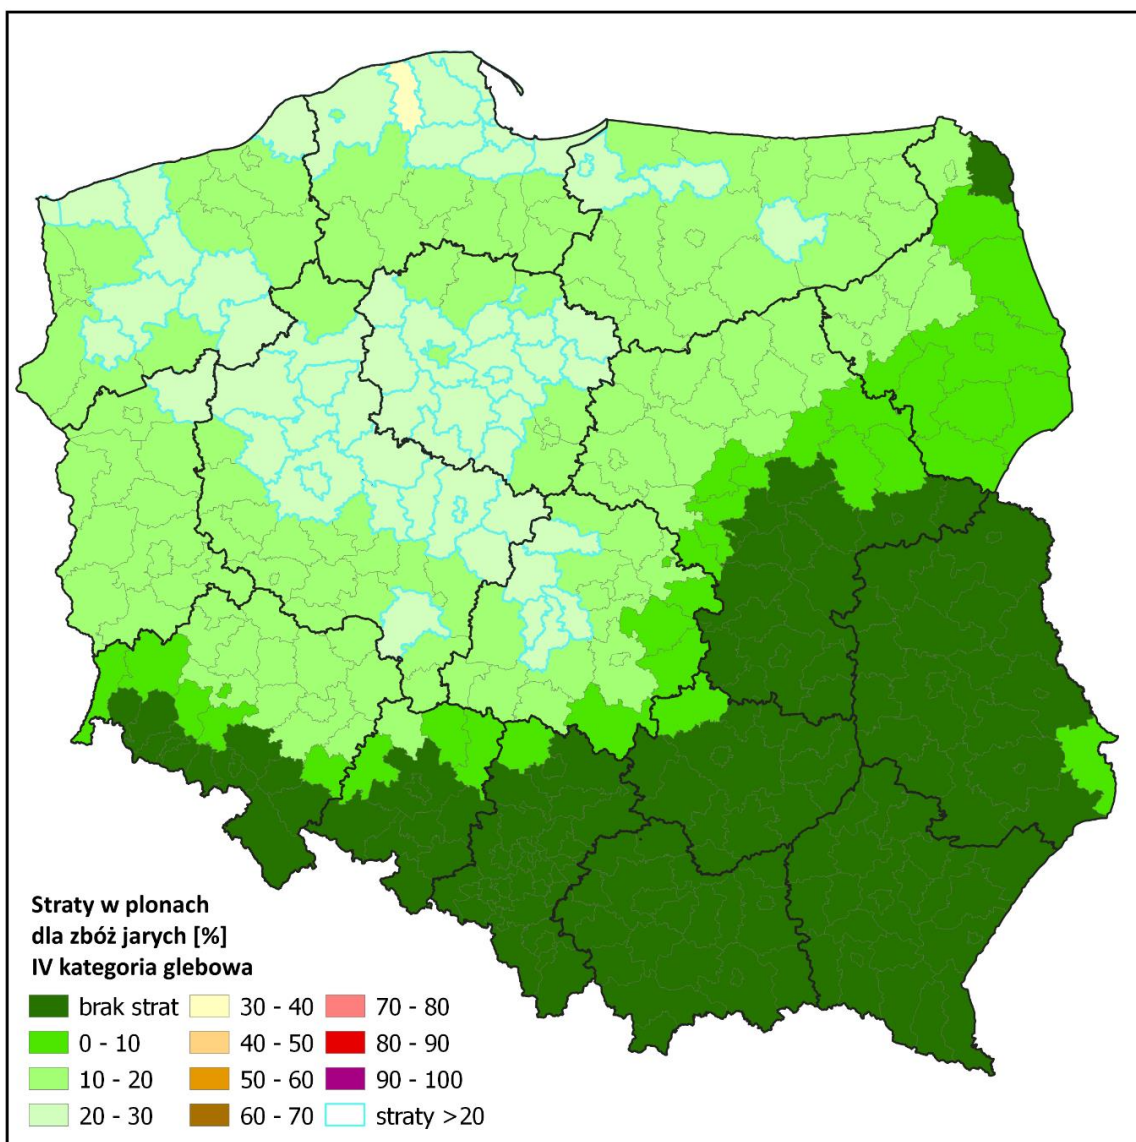 Straty w plonach
dla zbóż jarych [%]
IV kategoria glebowa
brak strat
0 - 10
10 - 20
20 - 30
30 - 40
40 - 50
50 - 60
60 - 70
70 - 80
80 - 90
90 - 100
straty >20